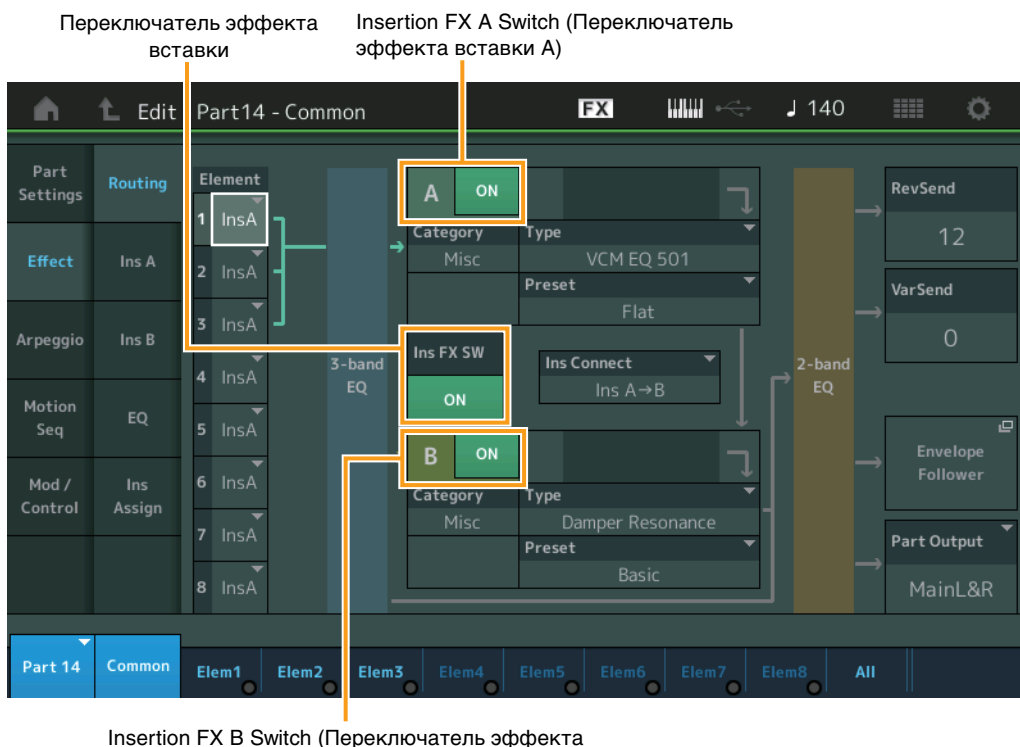 Переключатель эффекта
вставки
Insertion FX A Switch (Переключатель
эффекта вставки A)
Edit
Part14 - Common
FX
140
Part
Settings
Effect
Arpeggio
Motion
Seq
Mod /
Control
Routing
Ins A
Ins B
EQ
Ins
Assign
Element
1 InsA
2 InsA
3 InsA
4 InsA
5 InsA
6 InsA
7 InsA
8 InsA
3-band
EQ
A ON
Category
Misc
Type
VCM EQ 501
Preset
Flat
Ins FX SW
ON
Ins Connect
Ins A→B
B ON
Category
Misc
Type
Damper Resonance
Preset
Basic
2-band
EQ
RevSend
12
VarSend
0
Envelope
Follower
Part Output
MainL&R
Part 14
Common
Elem1
Elem2
Elem3
Elem4
Elem5
Elem6
Elem7
Elem8
All
Insertion FX B Switch (Переключатель эффекта